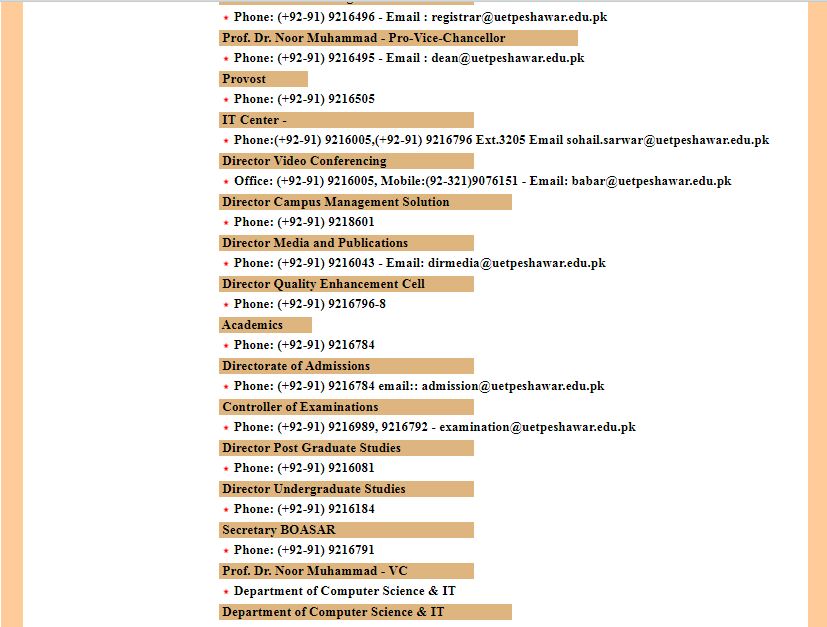 Phone: (+92-91) 9216496 - Email : registrar@uetpeshawar.edu.pk
Prof. Dr. Noor Muhammad - Pro-Vice-Chancellor
Phone: (+92-91) 9216495 - Email : dean@uetpeshawar.edu.pk
Provost
Phone: (+92-91) 9216505
IT Center -
Phone:(+92-91) 9216005,(+92-91) 9216796 Ext.3205 Email sohail.sarwar@uetpeshawar.edu.pk
Director Video Conferencing
Office: (+92-91) 9216005, Mobile:(92-321)9076151 - Email: babar@uetpeshawar.edu.pk
Director Campus Management Solution
Phone: (+92-91) 9218601
Director Media and Publications
Phone: (+92-91) 9216043 - Email: dirmedia@uetpeshawar.edu.pk
Director Quality Enhancement Cell
Phone: (+92-91) 9216796-8
Academics
Phone: (+92-91) 9216784
Directorate of Admissions
Phone: (+92-91) 9216784 email:: admission@uetpeshawar.edu.pk
Controller of Examinations
Phone: (+92-91) 9216989, 9216792 - examination@uetpeshawar.edu.pk
Director Post Graduate Studies
Phone: (+92-91) 9216081
Director Undergraduate Studies
Phone: (+92-91) 9216184
Secretary BOASAR
Phone: (+92-91) 9216791
Prof. Dr. Noor Muhammad - VC
Department of Computer Science & IT
Department of Computer Science & IT